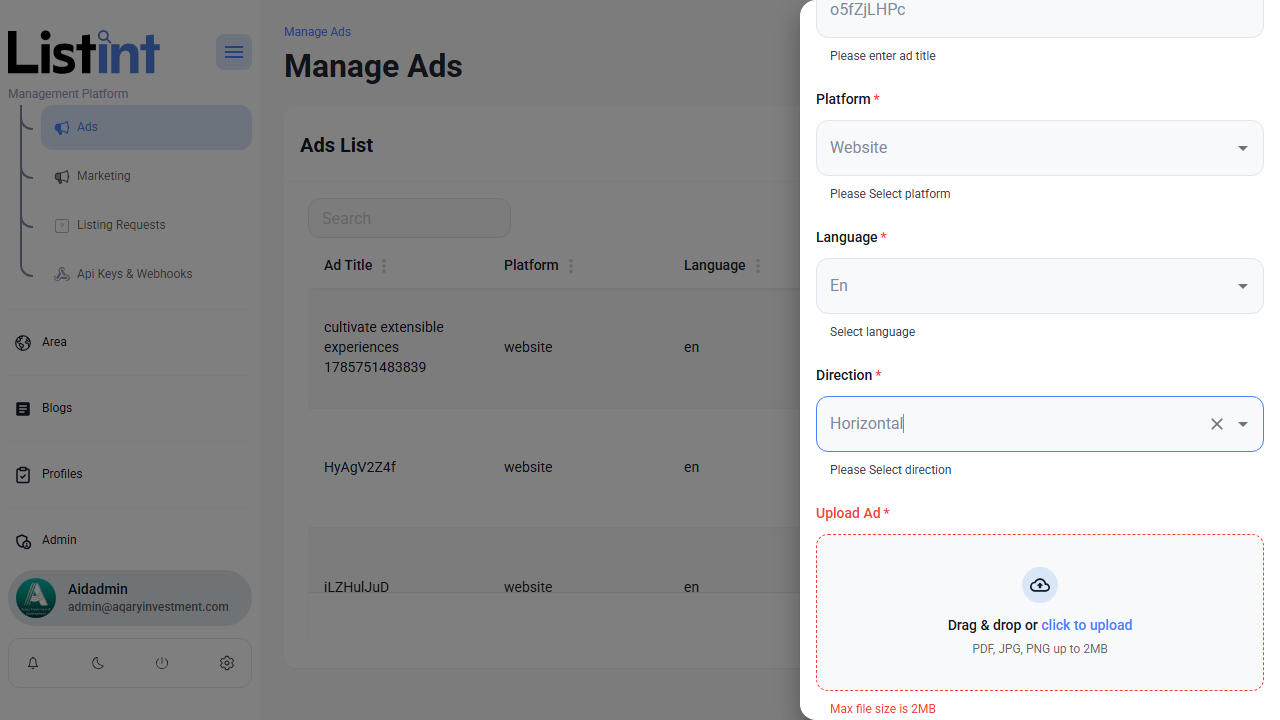 Listint
Management Platform
Ads
Marketing
Listing Requests
Api Keys & Webhooks
Area
Blogs
Profiles
Admin
Aidadmin
admin@aqaryinvestment.com
Manage Ads
Manage Ads
Ads List
Search
Ad Title
Platform
Language
cultivate extensible
experiences
1785751483839
website
en
HyAgV2Z4f
website
en
iLZHulJuD
website
en
o5fZjLHPc
Please enter ad title
Platform *
Website
Please Select platform
Language *
En
Select language
Direction *
Horizontal
Please Select direction
Upload Ad *
Drag & drop or click to upload
PDF, JPG, PNG up to 2MB
Max file size is 2MB